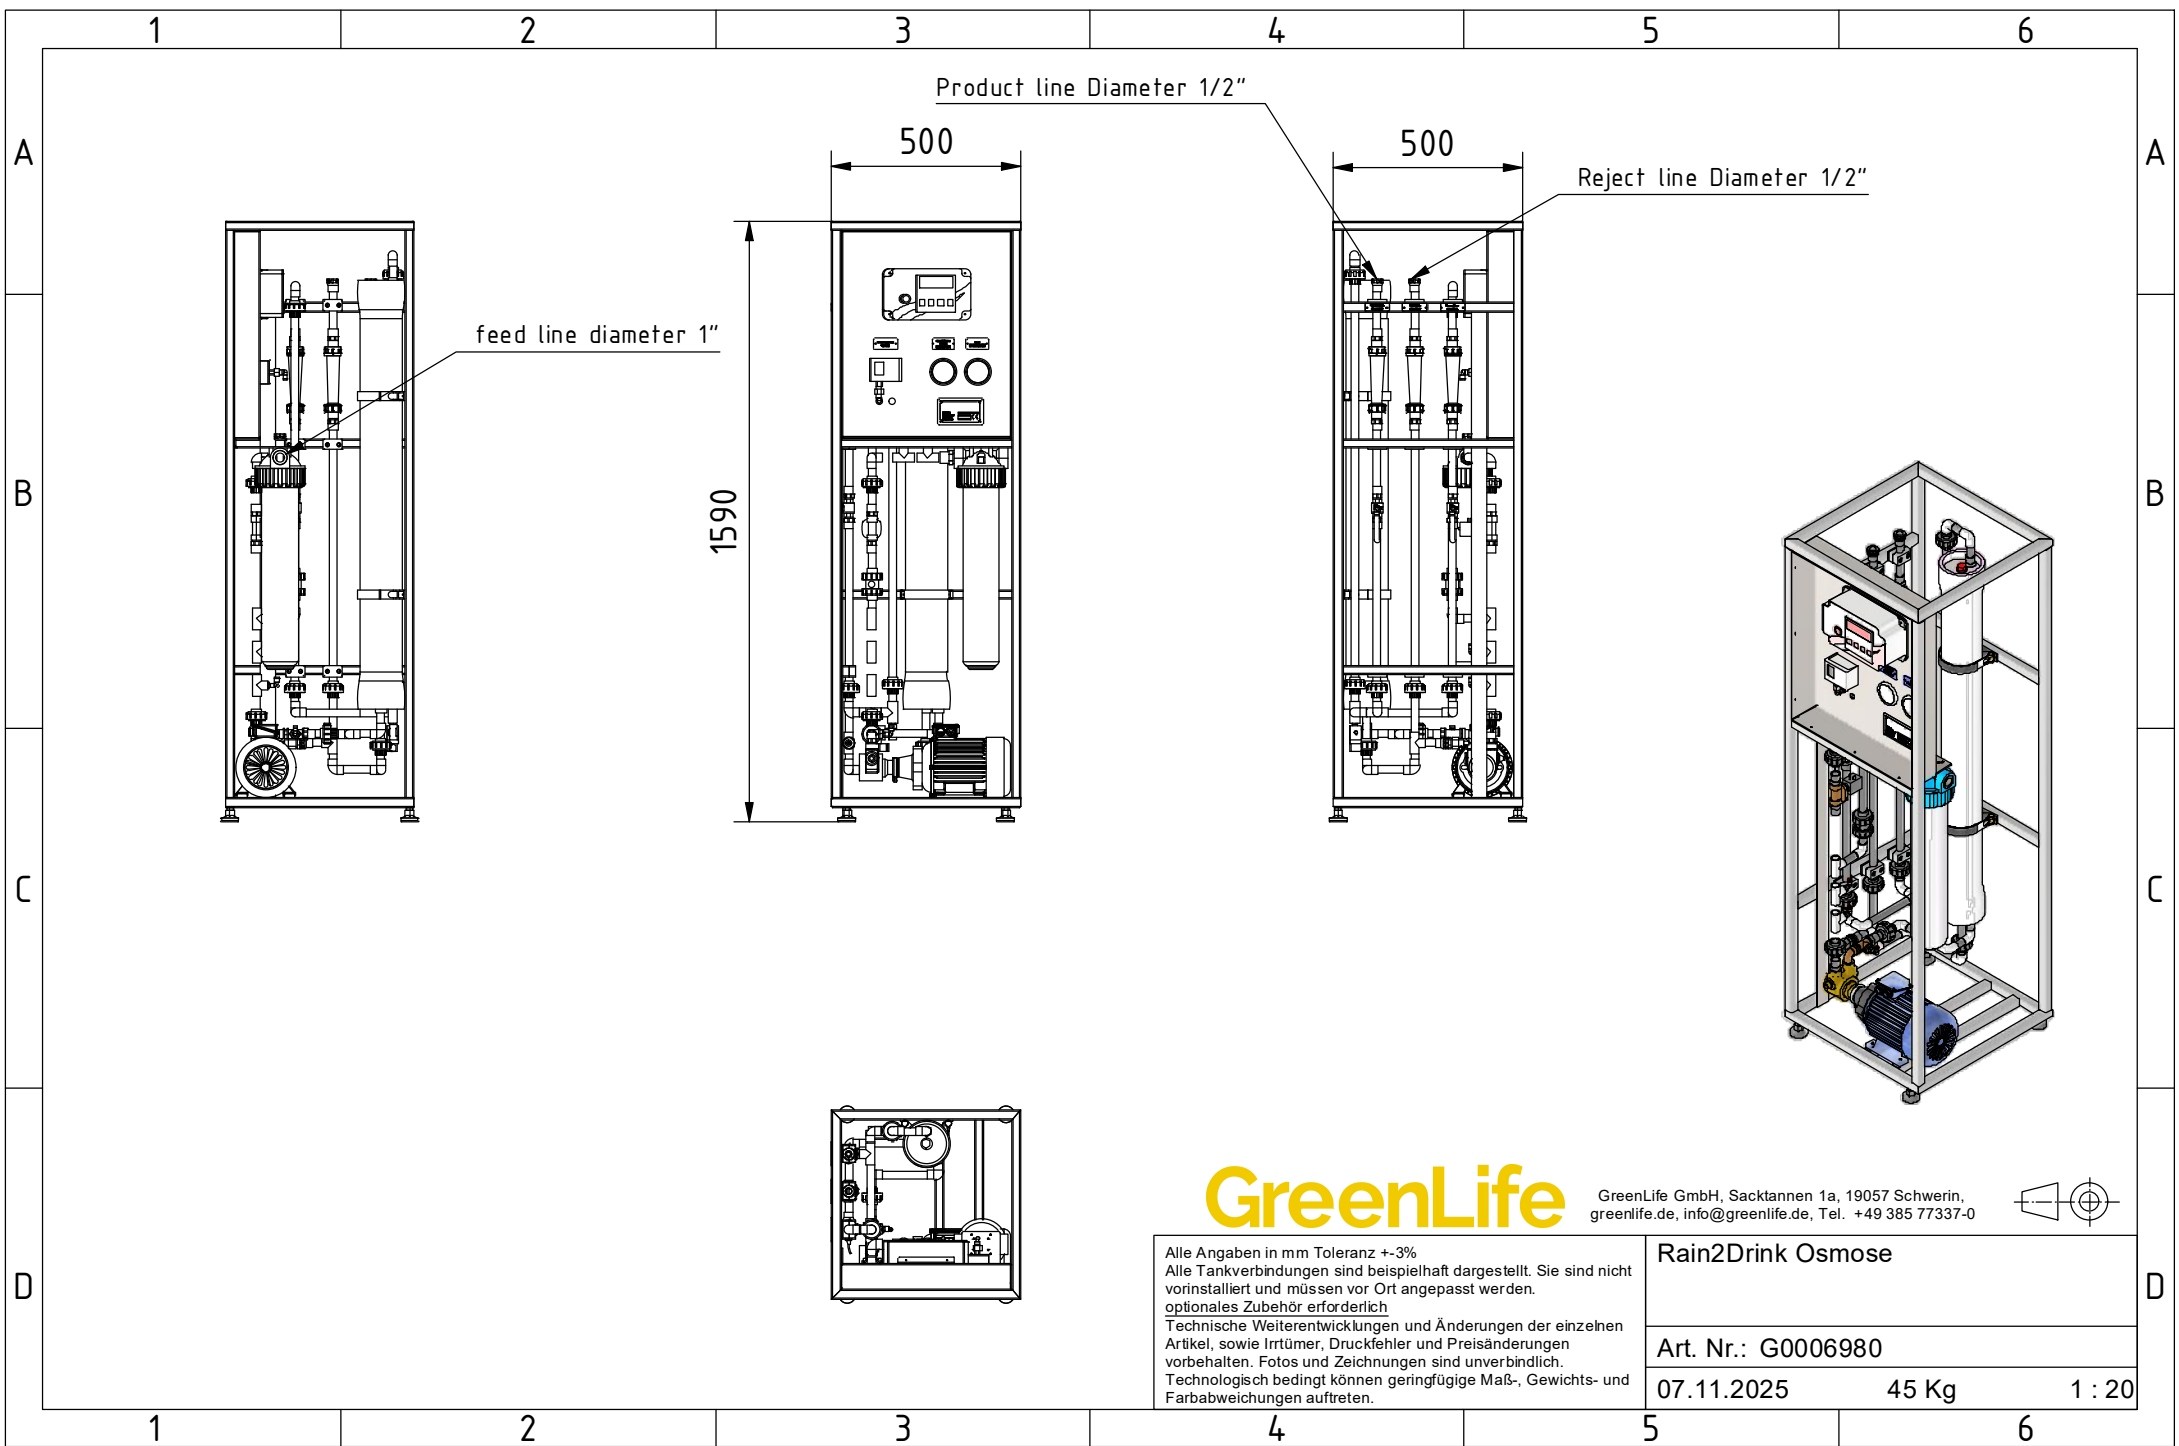 1 2 3 4 5 6
Product line Diameter 1/2"
500
500
A
A
Reject line Diameter 1/2"
feed line diameter 1"
B
B
1590
C
C
GreenLife
GreenLife GmbH, Sacktannen 1a, 19057 Schwerin,
greenlife.de, info@greenlife.de, Tel. +49 385 77337-0
Alle Angaben in mm Toleranz +-3%
Alle Tankverbindungen sind beispielhaft dargestellt. Sie sind nicht
vorinstalliert und müssen vor Ort angepasst werden.
optionales Zubehör erforderlich
Technische Weiterentwicklungen und Änderungen der einzelnen
Artikel, sowie Irrtümer, Druckfehler und Preisänderungen
vorbehalten. Fotos und Zeichnungen sind unverbindlich.
Technologisch bedingt können geringfügige Maß-, Gewichts- und
Farbabweichungen auftreten.
Rain2Drink Osmose
D
D
Art. Nr.: G0006980
07.11.2025 45 Kg 1 : 20
1 2 3 4 5 6